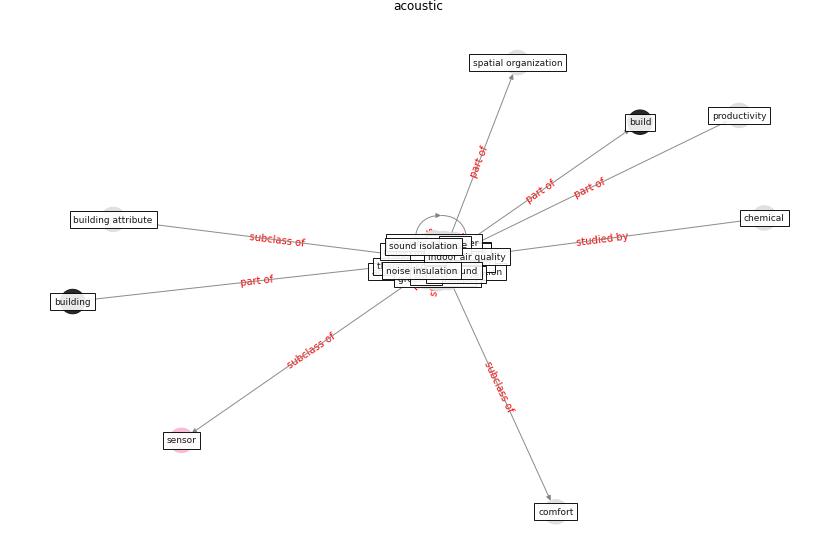 acoustic
spatial organization
part of
build
productivity
part of
part of
building attribute
subclass of
chemical
studied by
sound isolation
indoor air quality
noise insulation
building
part of
subclass of
subclass of
sensor
comfort